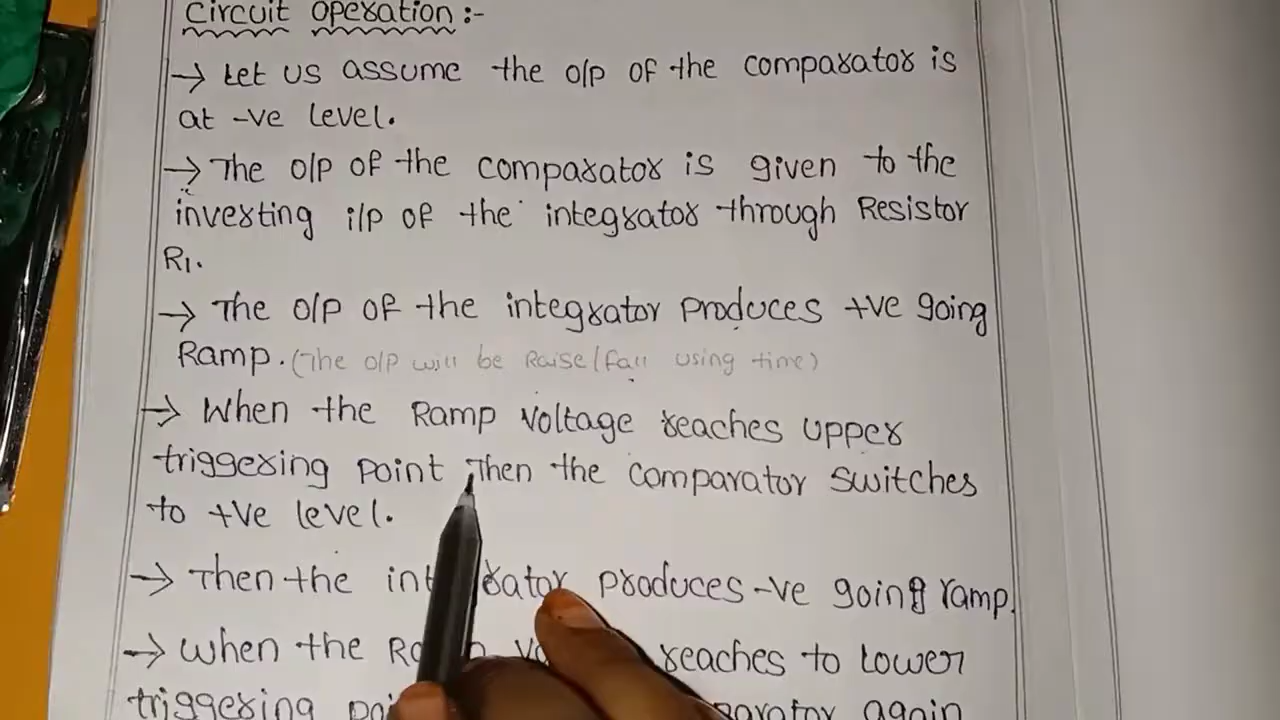 Circuit Operation :-
→ Let us assume the o/p of the comparator is
at -ve level.
→ The o/p of the comparator is given to the
inverting i/p of the integrator through Resistor
R1.
→ The o/p of the integrator produces +ve going
Ramp. (The o/p will be Raise/fall using time)
→ When the Ramp voltage reaches upper
triggering point Then the comparator switches
to +ve level.
→ Then the integrator produces -ve going ramp.
→ When the reaches to lower
triggering again